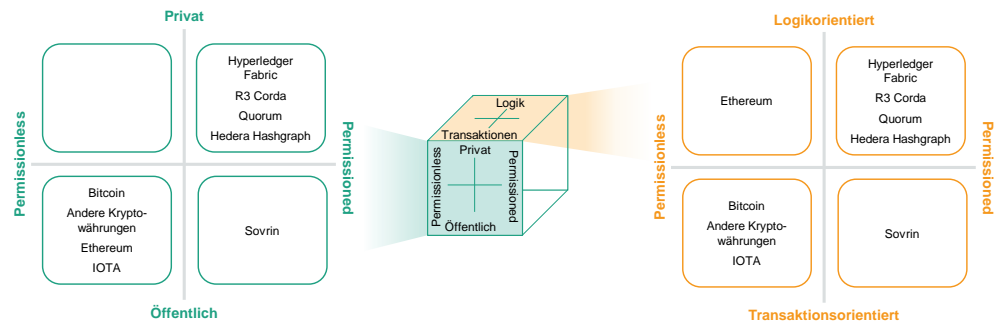 Privat
Permissionless
Hyperledger
Fabric
R3 Corda
Quorum
Hedera Hashgraph
Permissioned
Bitcoin
Andere Krypto-
währungen
Ethereum
IOTA
Sovrin
Öffentlich
Logik
Transaktionen
Permissionless
Privat
Permissioned
Öffentlich
Logikorientiert
Permissionless
Ethereum
Hyperledger
Fabric
R3 Corda
Quorum
Hedera Hashgraph
Permissioned
Bitcoin
Andere Krypto-
währungen
IOTA
Sovrin
Transaktionsorientiert